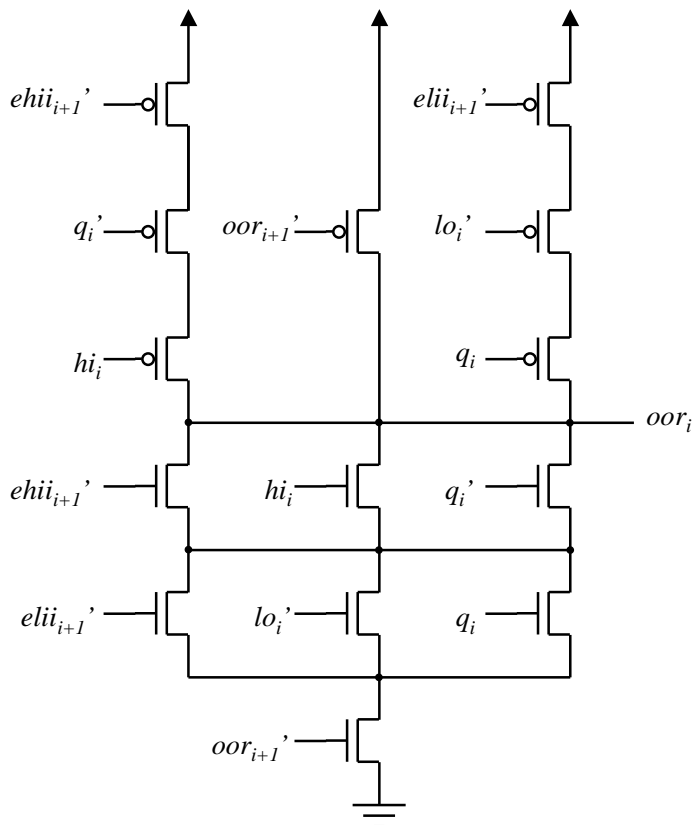 ehii_{i+1}’ elii_{i+1}’
q_i’ oor_{i+1}’ lo_i’
hi_i q_i
oor_i
ehii_{i+1}’ hi_i q_i’
elii_{i+1}’ lo_i’ q_i
oor_{i+1}’